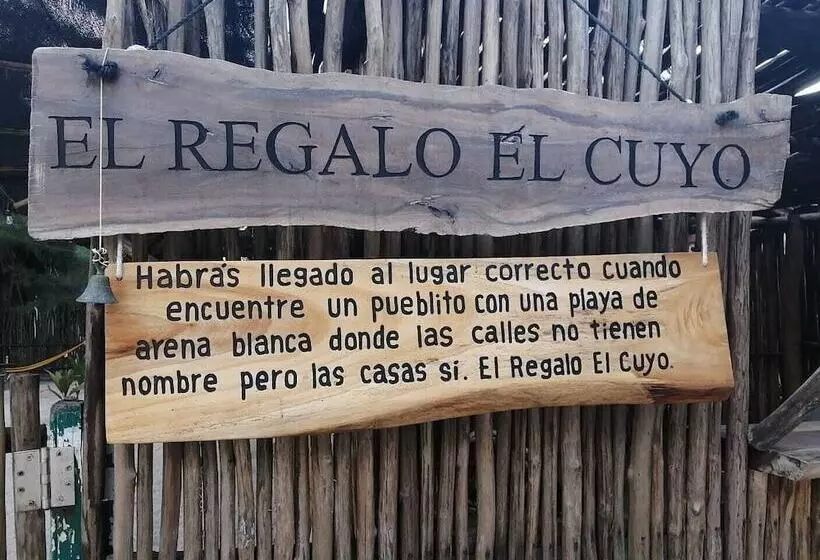 EL REGALO ÉL CUYO
Habrás llegado al lugar correcto cuando
encuentre un pueblito con una playa de
arena blanca donde las calles no tienen
nombre pero las casas si. El Regalo El Cuyo.